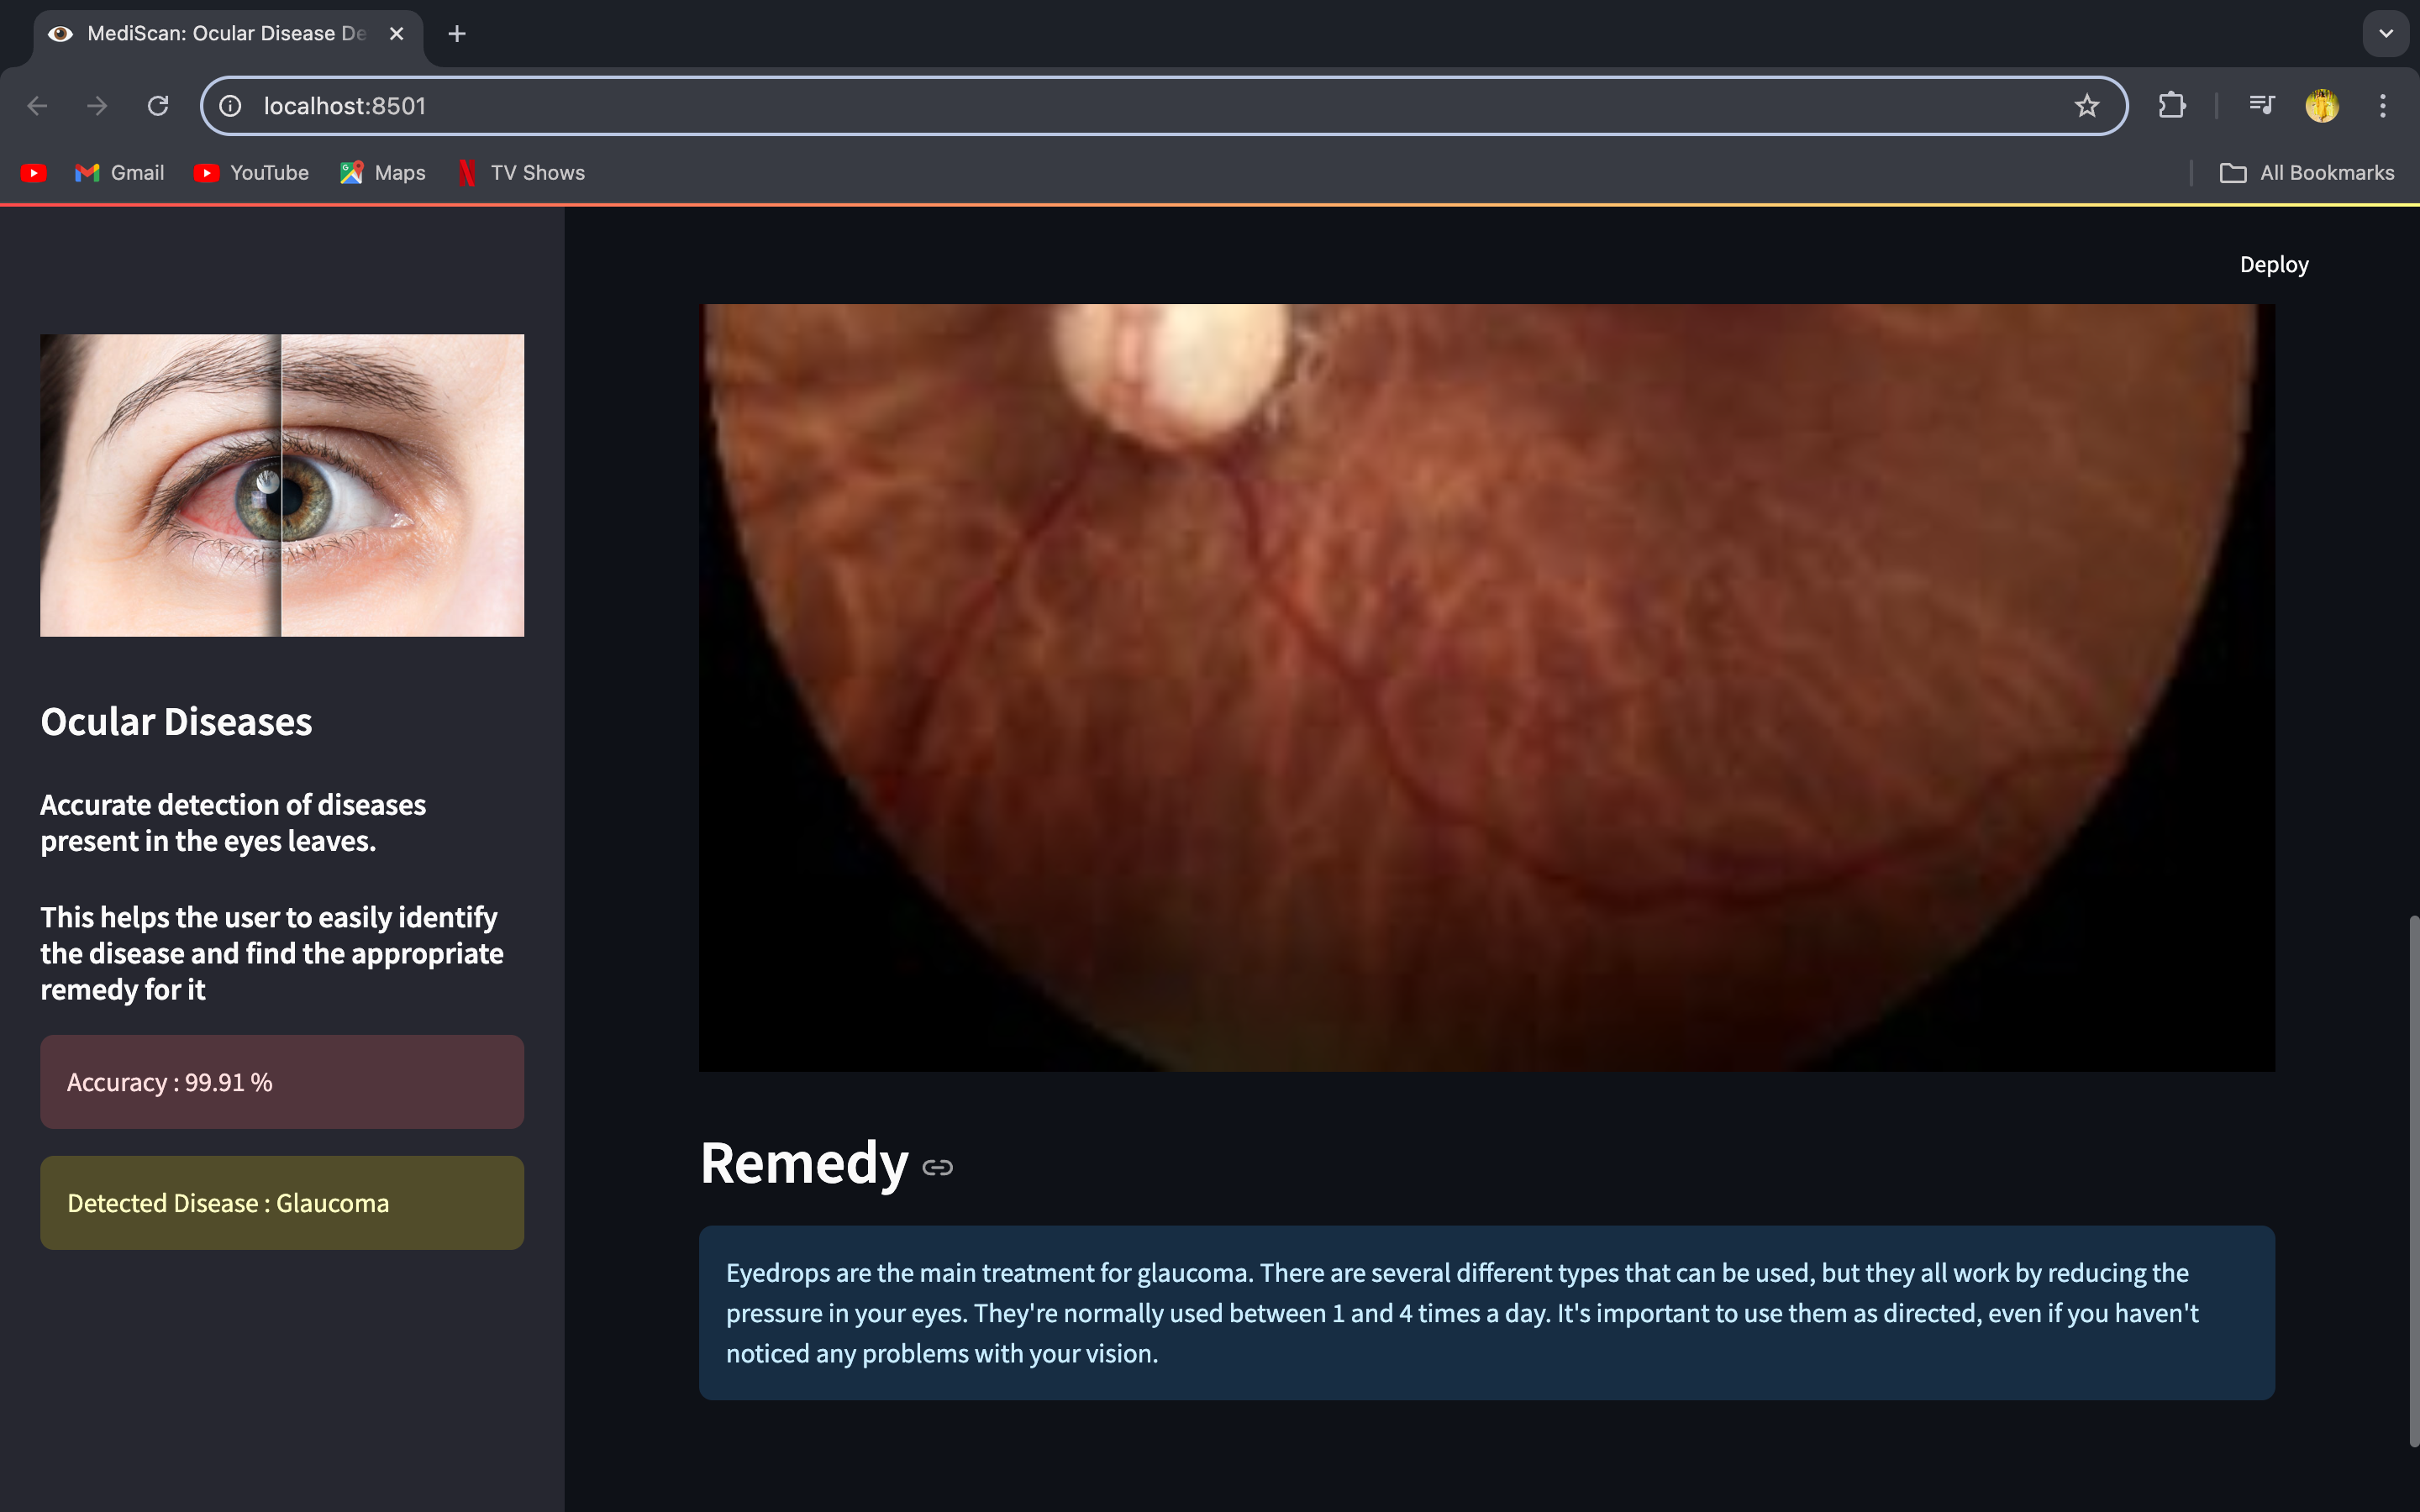 MediScan: Ocular Disease De
localhost:8501
Gmail YouTube Maps TV Shows All Bookmarks
Deploy
Ocular Diseases
Accurate detection of diseases
present in the eyes leaves.
This helps the user to easily identify
the disease and find the appropriate
remedy for it
Accuracy : 99.91 %
Detected Disease : Glaucoma
Remedy
Eyedrops are the main treatment for glaucoma. There are several different types that can be used, but they all work by reducing the
pressure in your eyes. They're normally used between 1 and 4 times a day. It's important to use them as directed, even if you haven't
noticed any problems with your vision.